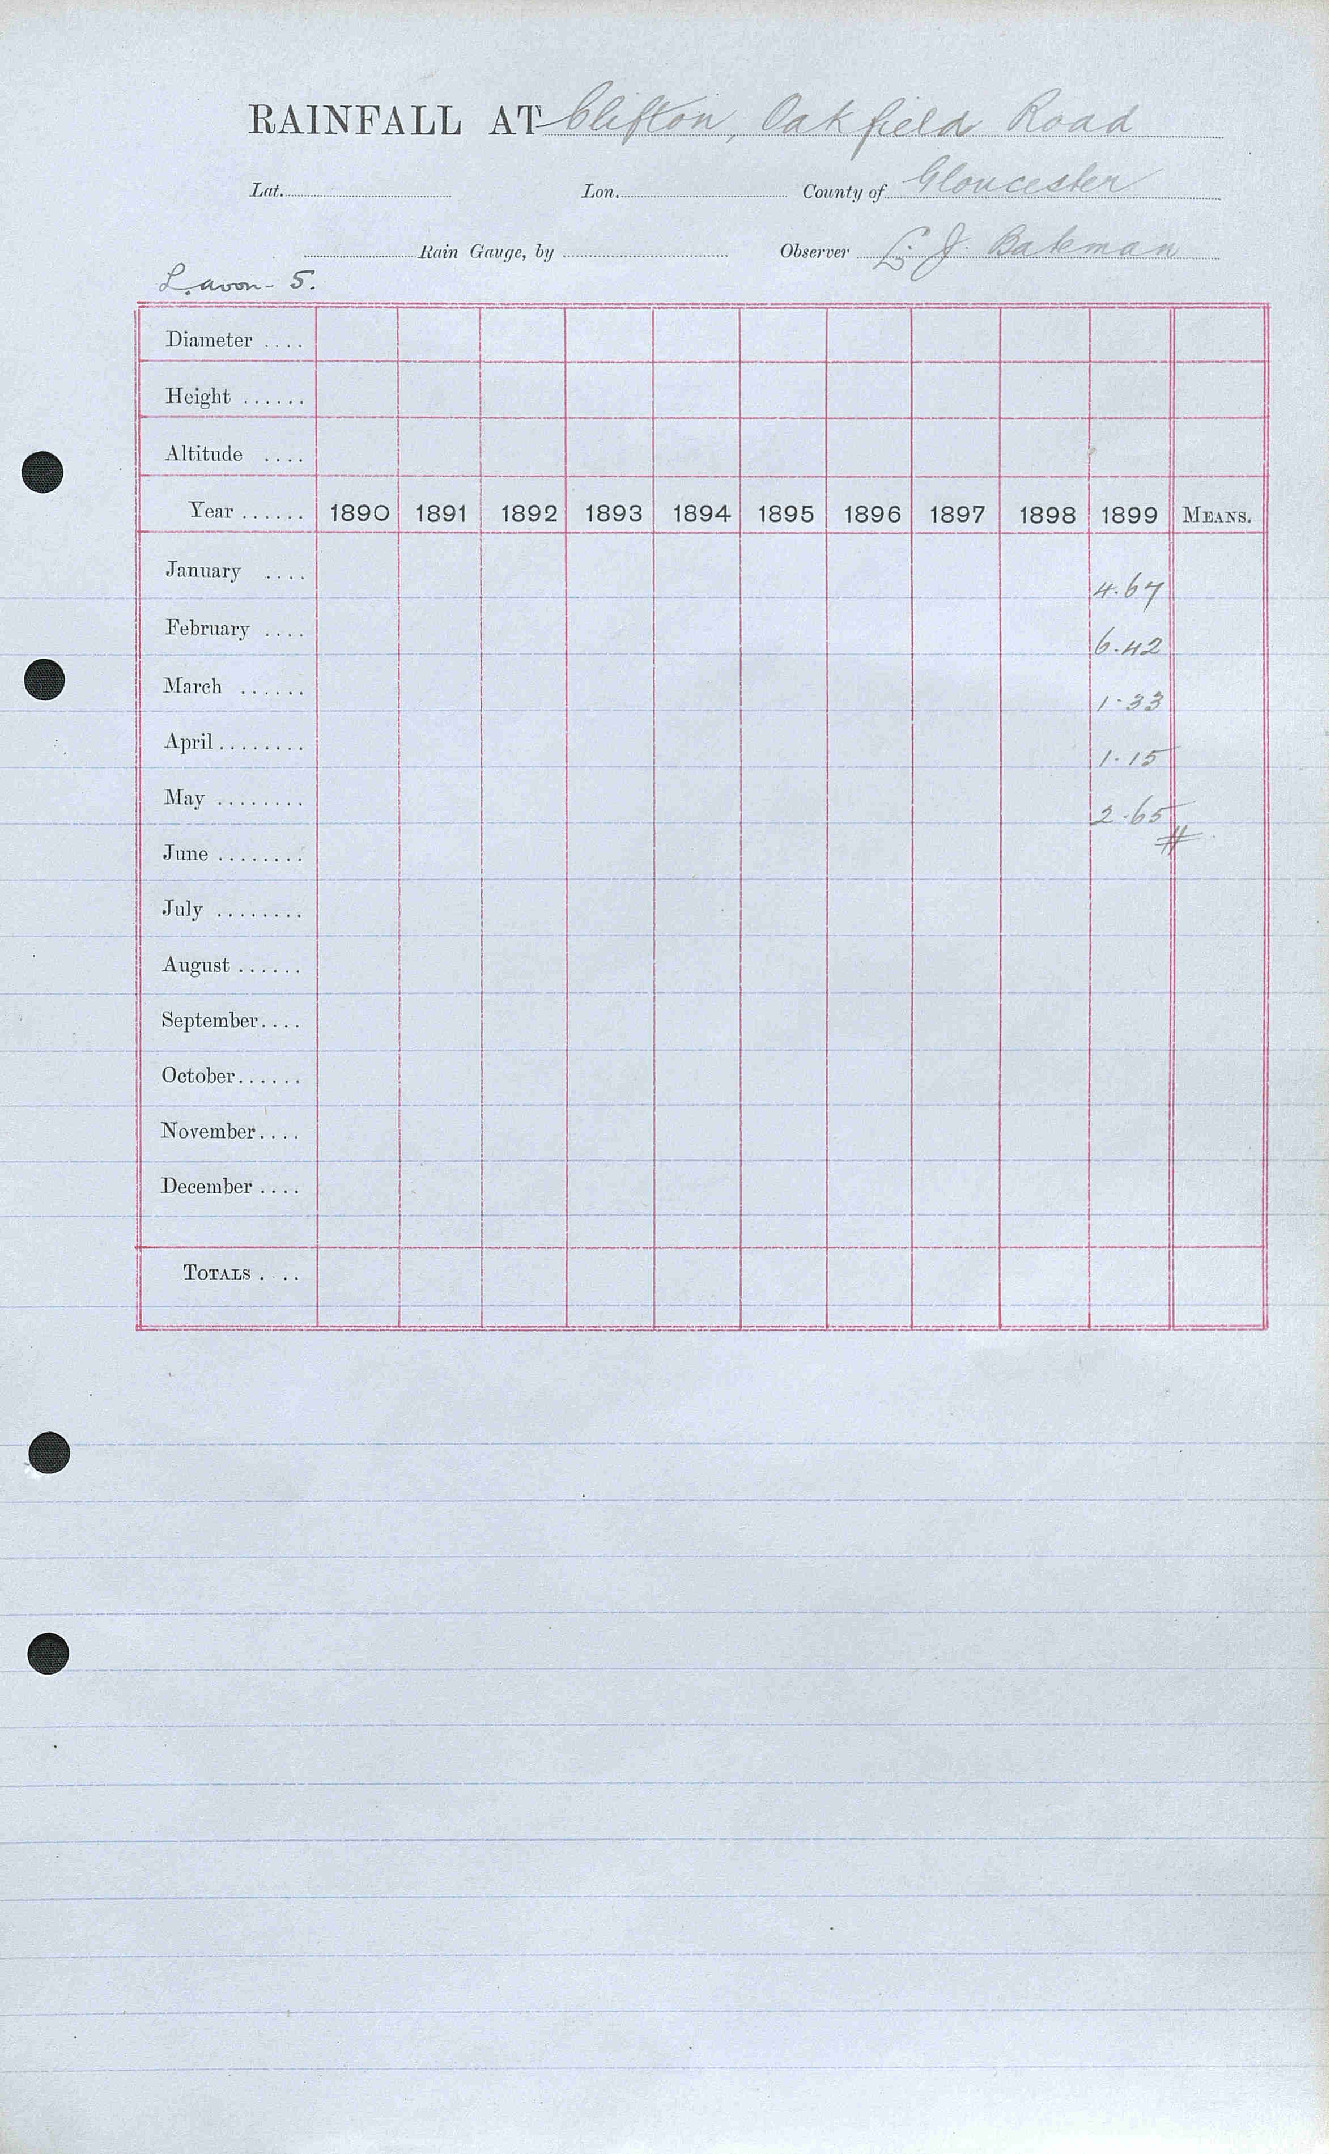 RAINFALL AT Clifton, Oakfield Road
Lat. Lon. County of Gloucester
Rain Gauge, by Observer J. Bateman
L. avon - 5.
Diameter ....
Height ......
Altitude ....
Year ...... 1890 1891 1892 1893 1894 1895 1896 1897 1898 1899 MEANS.
January .... 4.67
February .... 6.42
March ...... 1.33
April ........ 1.15
May ........ 2.65
June ........ #
July ........
August ......
September....
October......
November....
December ....
TOTALS . ..